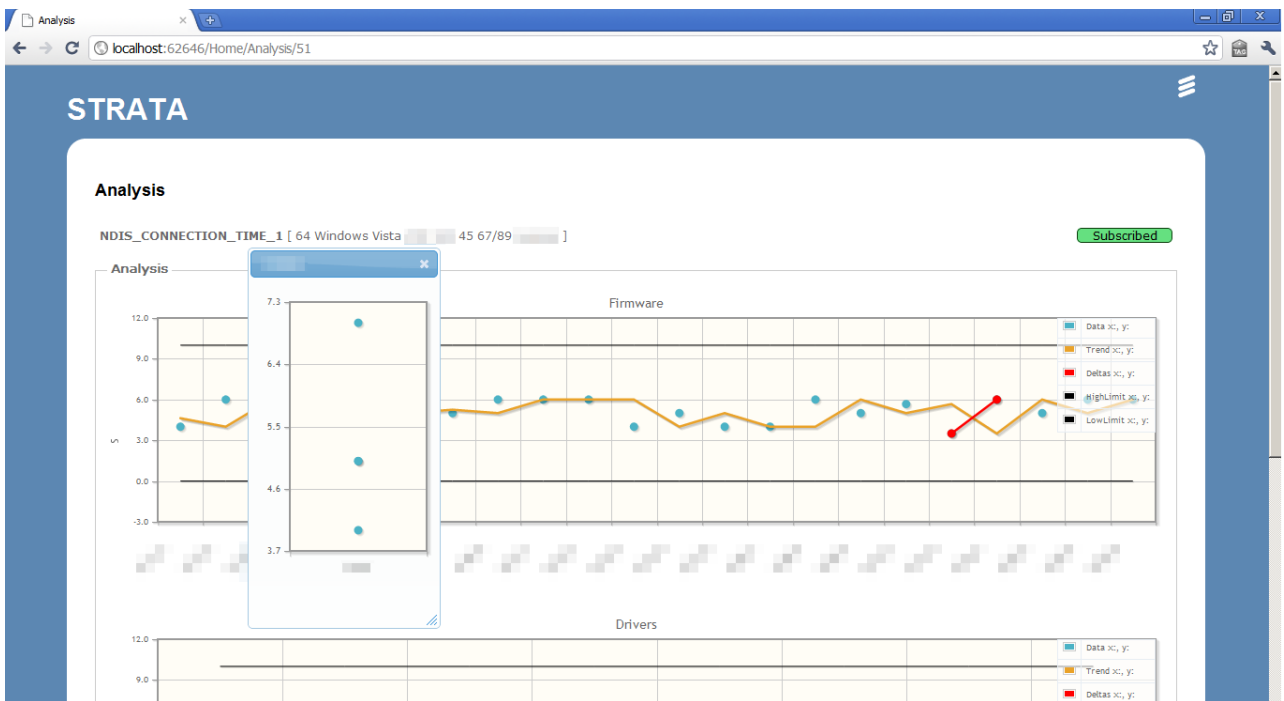 Analysis
localhost:62646/Home/Analysis/51
TAG
STRATA
Analysis
NDIS_CONNECTION_TIME_1 [ 64 Windows Vista 45 67/89 ]
Subscribed
Analysis
Firmware
12.0
9.0
6.0
3.0
0.0
-3.0
S
Data x:, y:
Trend x:, y:
Deltas x:, y:
HighLimit x:, y:
LowLimit x:, y:
7.3
6.4
5.5
4.6
3.7
Drivers
12.0
9.0
Data x:, y:
Trend x:, y:
Deltas x:, y: